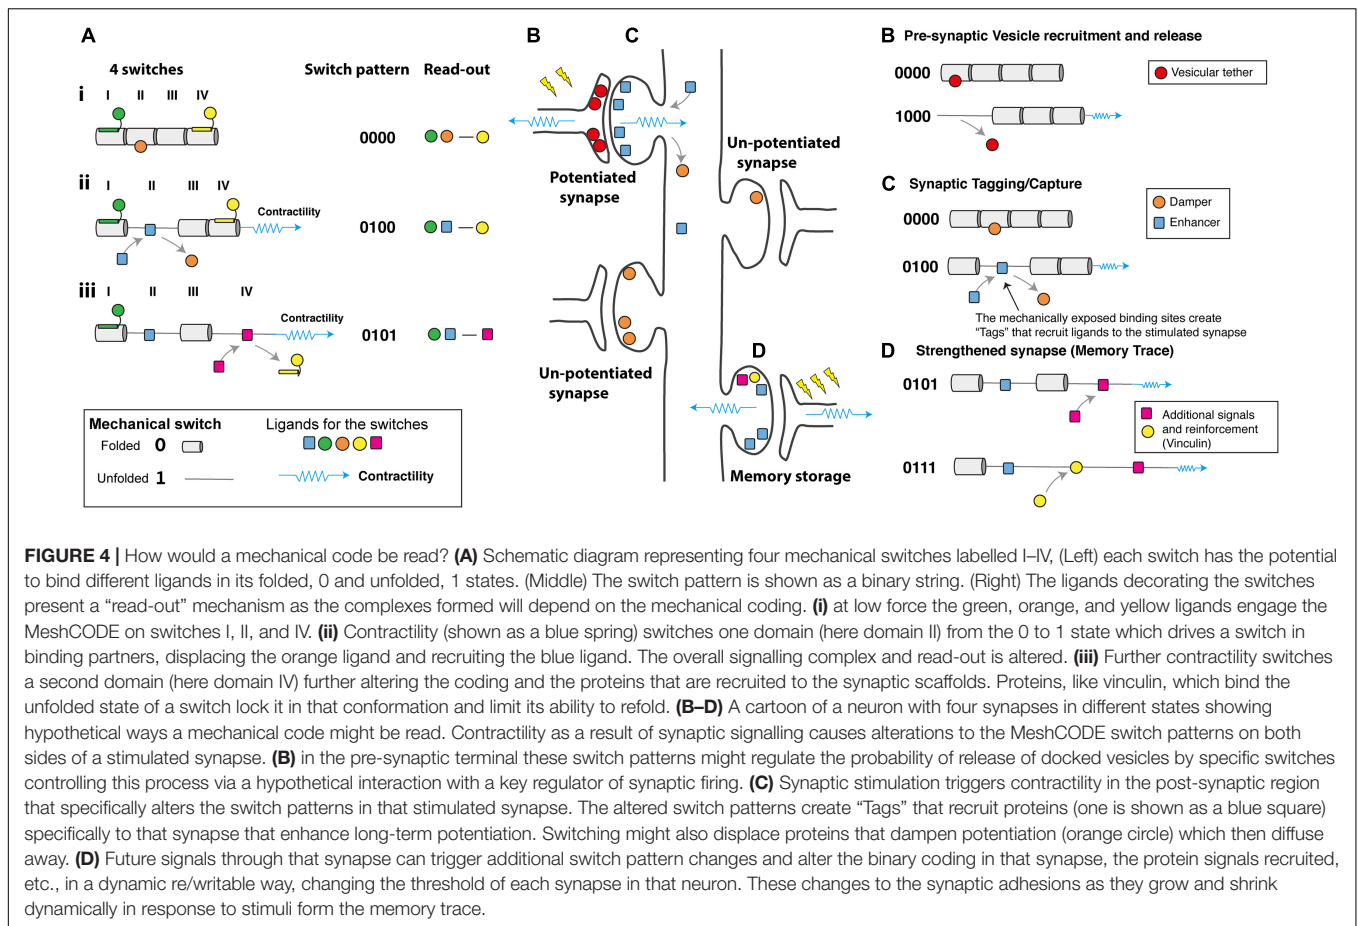 A
4 switches
Switch pattern
Read-out
i
I II III IV
0000
ii
I II III IV
Contractility
0100
iii
I II III IV
Contractility
0101
Mechanical switch
Folded 0
Unfolded 1
Ligands for the switches
Contractility
B
C
Potentiated
synapse
Un-potentiated
synapse
Un-potentiated
synapse
D
Memory storage
B Pre-synaptic Vesicle recruitment and release
0000
Vesicular tether
1000
C Synaptic Tagging/Capture
0000
Damper
Enhancer
0100
The mechanically exposed binding sites create
“Tags” that recruit ligands to the stimulated synapse
D Strengthened synapse (Memory Trace)
0101
Additional signals
and reinforcement
(Vinculin)
0111
FIGURE 4 | How would a mechanical code be read? (A) Schematic diagram representing four mechanical switches labelled I–IV, (Left) each switch has the potential
to bind different ligands in its folded, 0 and unfolded, 1 states. (Middle) The switch pattern is shown as a binary string. (Right) The ligands decorating the switches
present a “read-out” mechanism as the complexes formed will depend on the mechanical coding. (i) at low force the green, orange, and yellow ligands engage the
MeshCODE on switches I, II, and IV. (ii) Contractility (shown as a blue spring) switches one domain (here domain II) from the 0 to 1 state which drives a switch in
binding partners, displacing the orange ligand and recruiting the blue ligand. The overall signalling complex and read-out is altered. (iii) Further contractility switches
a second domain (here domain IV) further altering the coding and the proteins that are recruited to the synaptic scaffolds. Proteins, like vinculin, which bind the
unfolded state of a switch lock it in that conformation and limit its ability to refold. (B–D) A cartoon of a neuron with four synapses in different states showing
hypothetical ways a mechanical code might be read. Contractility as a result of synaptic signalling causes alterations to the MeshCODE switch patterns on both
sides of a stimulated synapse. (B) in the pre-synaptic terminal these switch patterns might regulate the probability of release of docked vesicles by specific switches
controlling this process via a hypothetical interaction with a key regulator of synaptic firing. (C) Synaptic stimulation triggers contractility in the post-synaptic region
that specifically alters the switch patterns in that stimulated synapse. The altered switch patterns create “Tags” that recruit proteins (one is shown as a blue square)
specifically to that synapse that enhance long-term potentiation. Switching might also displace proteins that dampen potentiation (orange circle) which then diffuse
away. (D) Future signals through that synapse can trigger additional switch pattern changes and alter the binary coding in that synapse, the protein signals recruited,
etc., in a dynamic re/writable way, changing the threshold of each synapse in that neuron. These changes to the synaptic adhesions as they grow and shrink
dynamically in response to stimuli form the memory trace.